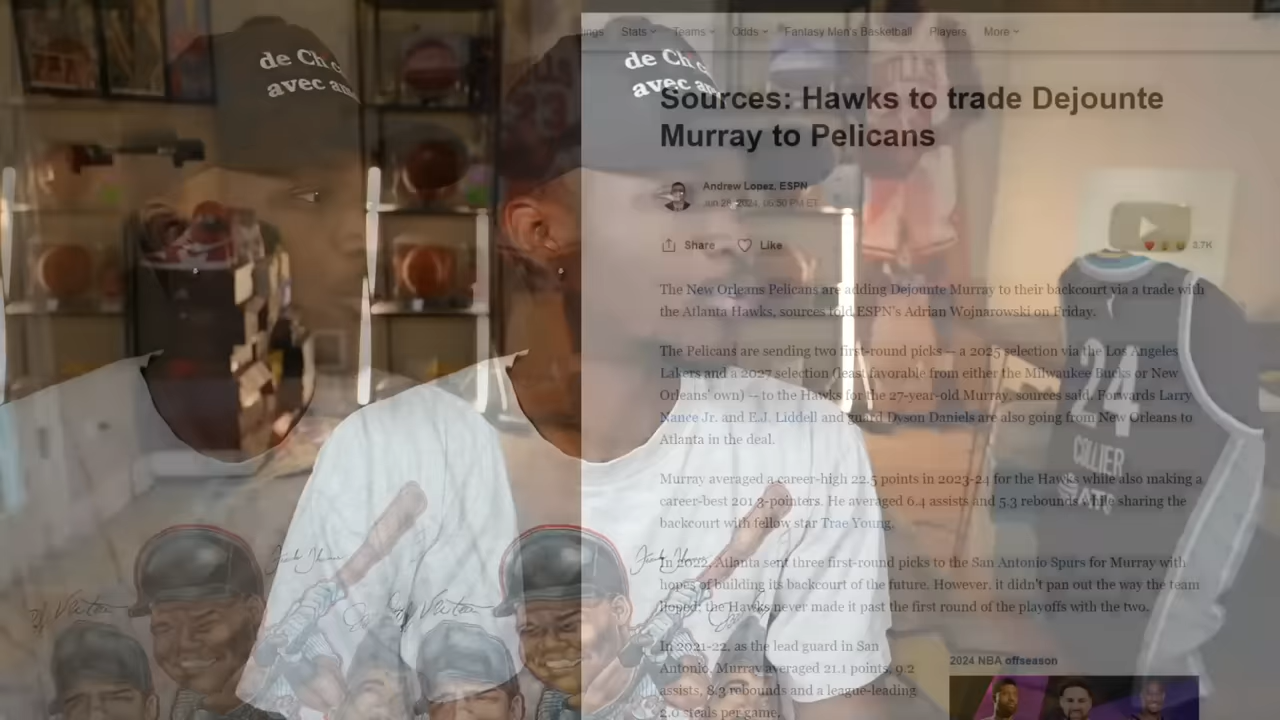 Stats
Teams
Odds
Fantasy Men's Basketball
Players
More
de Ch
avec
de Ch
avec
Sources: Hawks to trade Dejounte
Murray to Pelicans
Andrew Lopez, ESPN
Jun 28, 2024, 06:50 PM ET
Share
Like
3.7K
The New Orleans Pelicans are adding Dejounte Murray to their backcourt via a trade with
the Atlanta Hawks, sources told ESPN's Adrian Wojnarowski on Friday.
The Pelicans are sending two first-round picks -- a 2025 selection via the Los Angeles
Lakers and a 2027 selection (least favorable from either the Milwaukee Bucks or New
Orleans' own) -- to the Hawks for the 27-year-old Murray, sources said. Forwards Larry
Nance Jr. and E.J. Liddell and guard Dyson Daniels are also going from New Orleans to
Atlanta in the deal.
Murray averaged a career-high 22.5 points in 2023-24 for the Hawks while also making a
career-best 201 3-pointers. He averaged 6.4 assists and 5.3 rebounds while sharing the
backcourt with fellow star Trae Young.
In 2022, Atlanta sent three first-round picks to the San Antonio Spurs for Murray with
hopes of building its backcourt of the future. However, it didn't pan out the way the team
hoped; the Hawks never made it past the first round of the playoffs with the two.
In 2021-22, as the lead guard in San
Antonio, Murray averaged 21.1 points, 9.2
assists, 8.3 rebounds and a league-leading
2.0 steals per game.
2024 NBA offseason
24
COLLIER